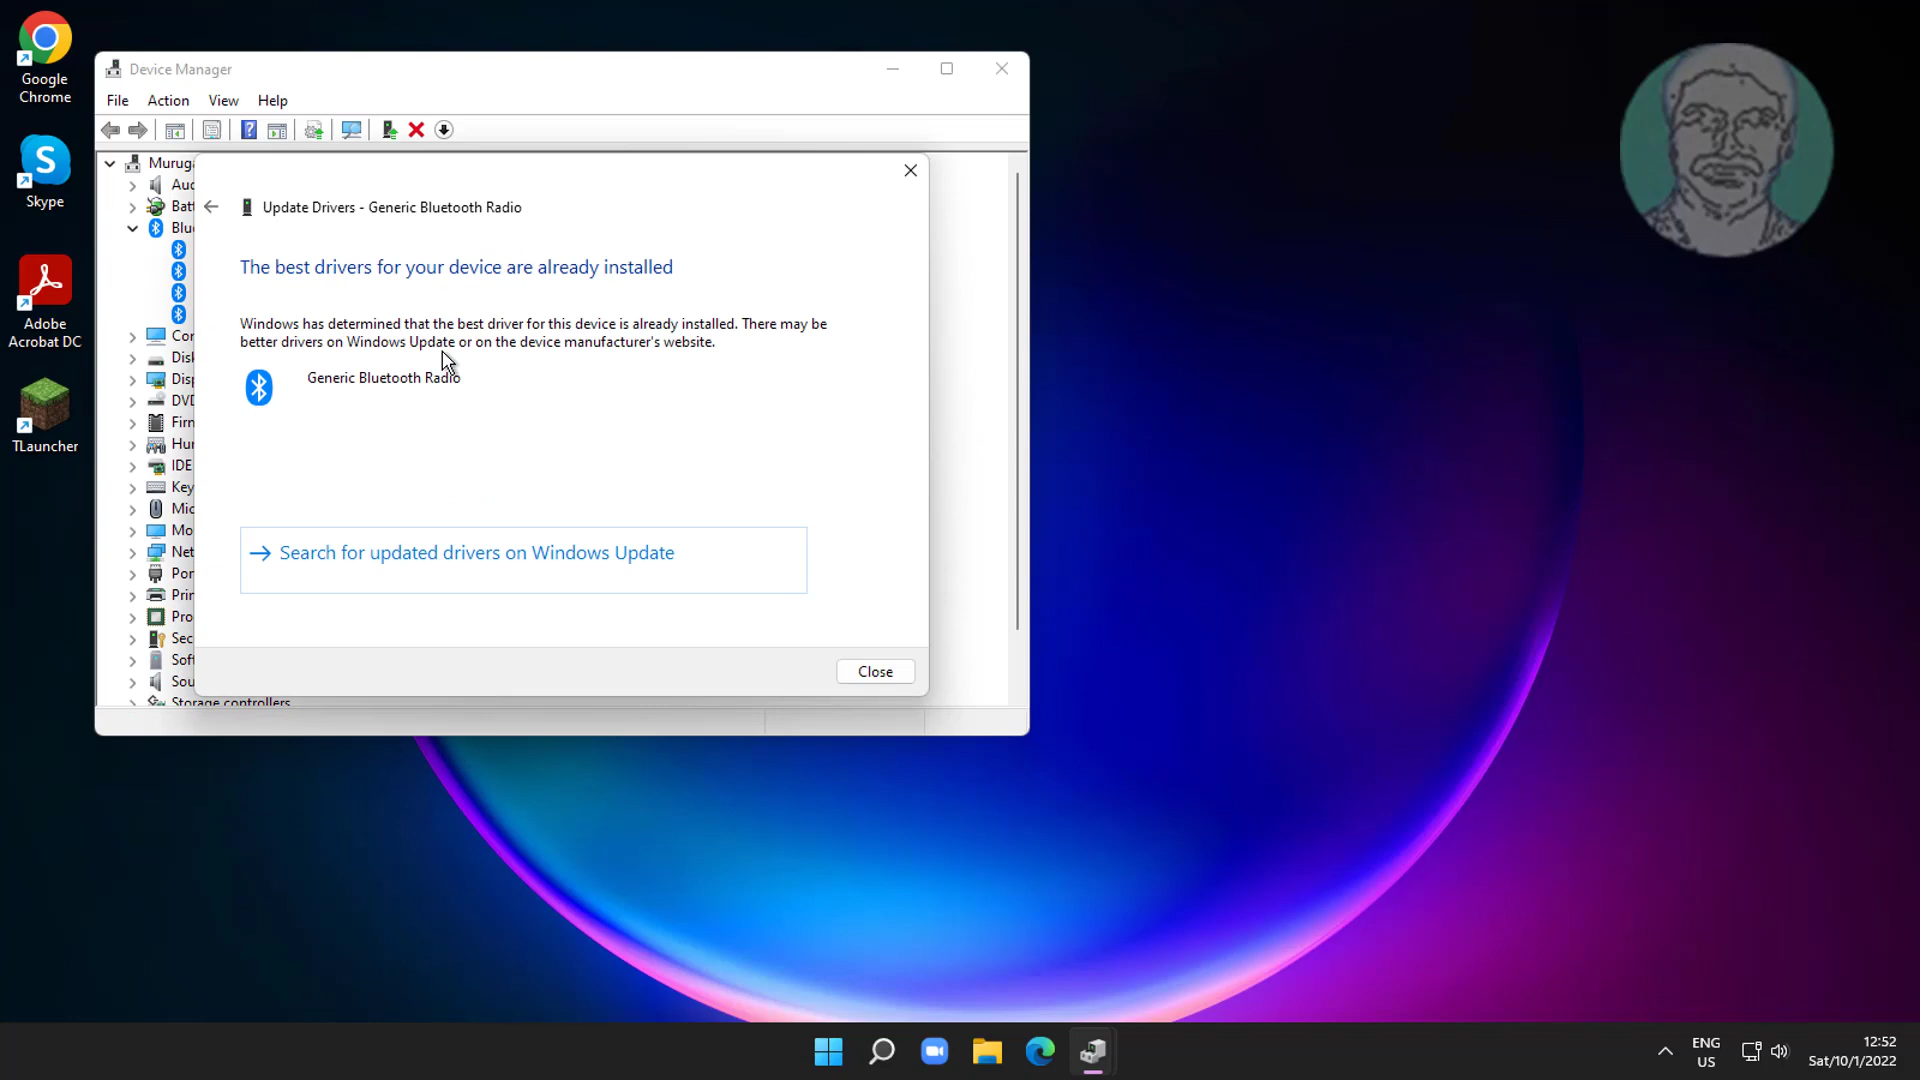 Google
Chrome
Skype
Adobe
Acrobat DC
TLauncher
Device Manager
File Action View Help
Storage controllers
Update Drivers - Generic Bluetooth Radio
The best drivers for your device are already installed
Windows has determined that the best driver for this device is already installed. There may be
better drivers on Windows Update or on the device manufacturer's website.
Generic Bluetooth Radio
Search for updated drivers on Windows Update
Close
ENG
US
12:52
Sat/10/1/2022